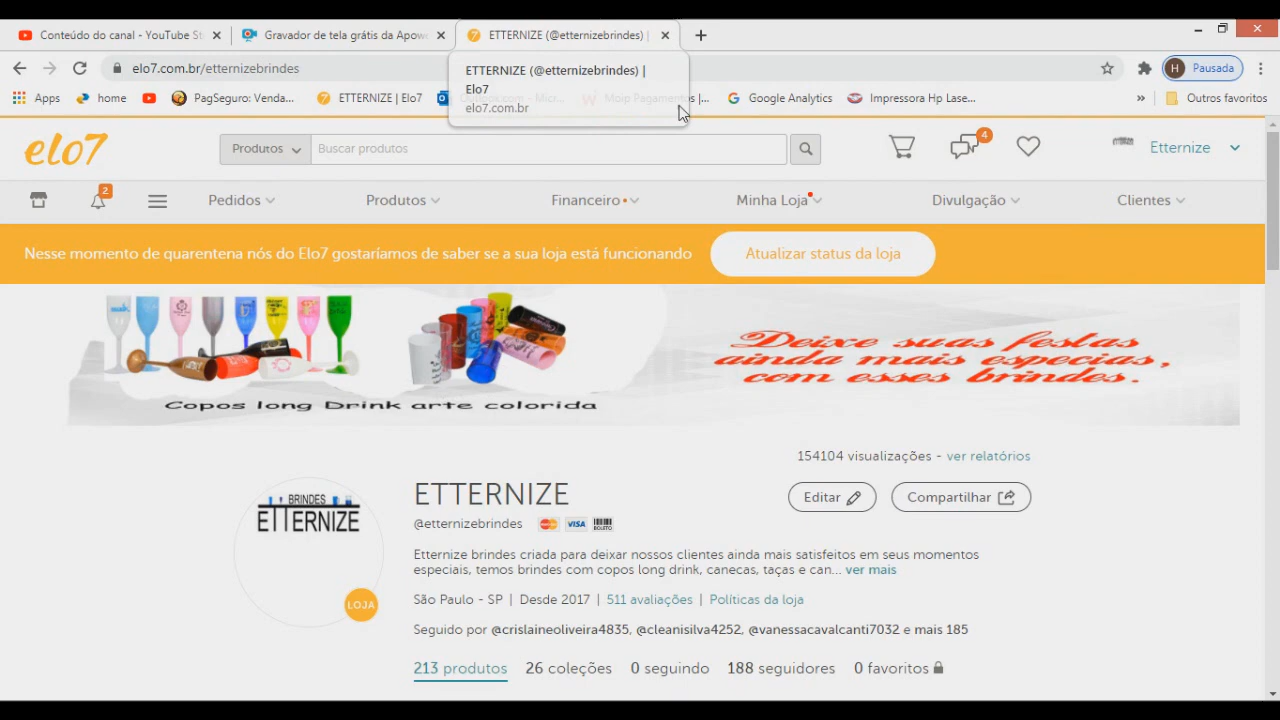 Conteúdo do canal - YouTube St
Gravador de tela grátis da Apow
ETTERNIZE (@etternizebrindes) |
elo7.com.br/etternizebrindes
H Pausada
ETTERNIZE (@etternizebrindes) |
Elo7
elo7.com.br
Apps
home
PagSeguro: Venda...
ETTERNIZE | Elo7
Moip Pagamentos |...
Google Analytics
Impressora Hp Lase...
»
Outros favoritos
elo7
Produtos
Buscar produtos
4
Etternize
2
Pedidos
Produtos
Financeiro
Minha Loja
Divulgação
Clientes
Nesse momento de quarentena nós do Elo7 gostaríamos de saber se a sua loja está funcionando
Atualizar status da loja
Deixe suas festas
ainda mais especias,
com esses brindes.
Copos long Drink arte colorida
154104 visualizações - ver relatórios
BRINDES
ETTERNIZE
LOJA
ETTERNIZE
Editar
Compartilhar
@etternizebrindes
VISA
BOLETO
Etternize brindes criada para deixar nossos clientes ainda mais satisfeitos em seus momentos
especiais, temos brindes com copos long drink, canecas, taças e can... ver mais
São Paulo - SP | Desde 2017 | 511 avaliações | Políticas da loja
Seguido por @crislaineoliveira4835, @cleanisilva4252, @vanessacavalcanti7032 e mais 185
213 produtos
26 coleções
0 seguindo
188 seguidores
0 favoritos